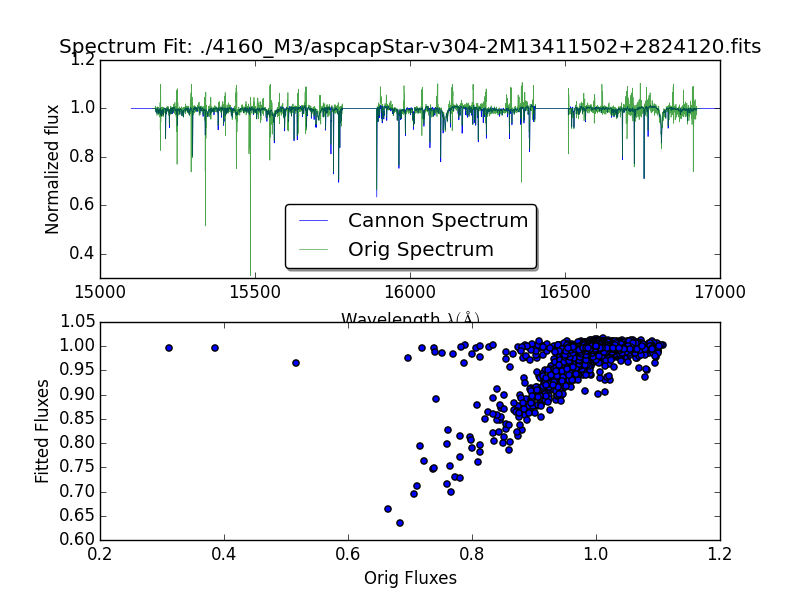 Spectrum Fit: ./4160_M3/aspcapStar-v304-2M13411502+2824120.fits
1.2
1.0
0.8
0.6
0.4
Normalized flux
Cannon Spectrum
Orig Spectrum
15000 15500 16000 16500 17000
Wavelength λ(Å)
1.05
1.00
0.95
0.90
0.85
0.80
0.75
0.70
0.65
0.60
Fitted Fluxes
0.2 0.4 0.6 0.8 1.0 1.2
Orig Fluxes